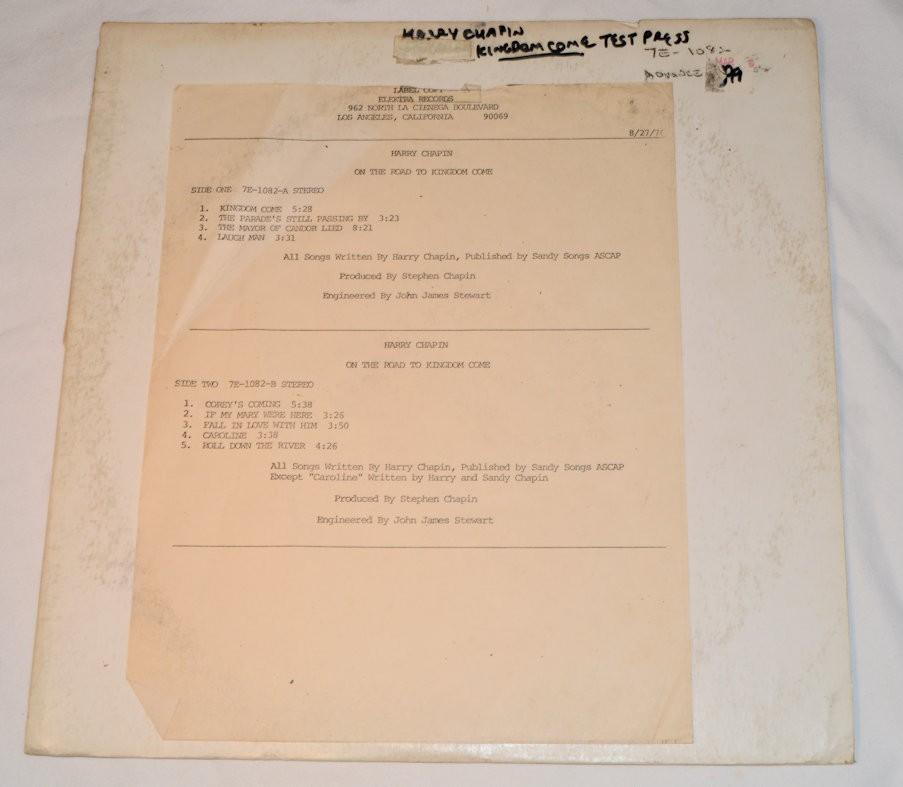 HARRY CHAPIN
KINGDOM COME TEST PRESS
7E-1082
ADVANCE
LABEL COPY
ELEKTRA RECORDS
962 NORTH LA CIENEGA BOULEVARD
LOS ANGELES, CALIFORNIA 90069
8/27/76
HARRY CHAPIN
ON THE ROAD TO KINGDOM COME
SIDE ONE 7E-1082-A STEREO
1. KINGDOM COME 5:28
2. THE PARADE'S STILL PASSING BY 3:23
3. THE MAYOR OF CANDOR LIED 8:21
4. LAUGH MAN 3:31
All Songs Written By Harry Chapin, Published by Sandy Songs ASCAP
Produced By Stephen Chapin
Engineered By John James Stewart
HARRY CHAPIN
ON THE ROAD TO KINGDOM COME
SIDE TWO 7E-1082-B STEREO
1. COREY'S COMING 5:38
2. IF MY MARY WERE HERE 3:26
3. FALL IN LOVE WITH HIM 3:50
4. CAROLINE 3:38
5. ROLL DOWN THE RIVER 4:26
All Songs Written By Harry Chapin, Published by Sandy Songs ASCAP
Except "Caroline" Written by Harry and Sandy Chapin
Produced By Stephen Chapin
Engineered By John James Stewart